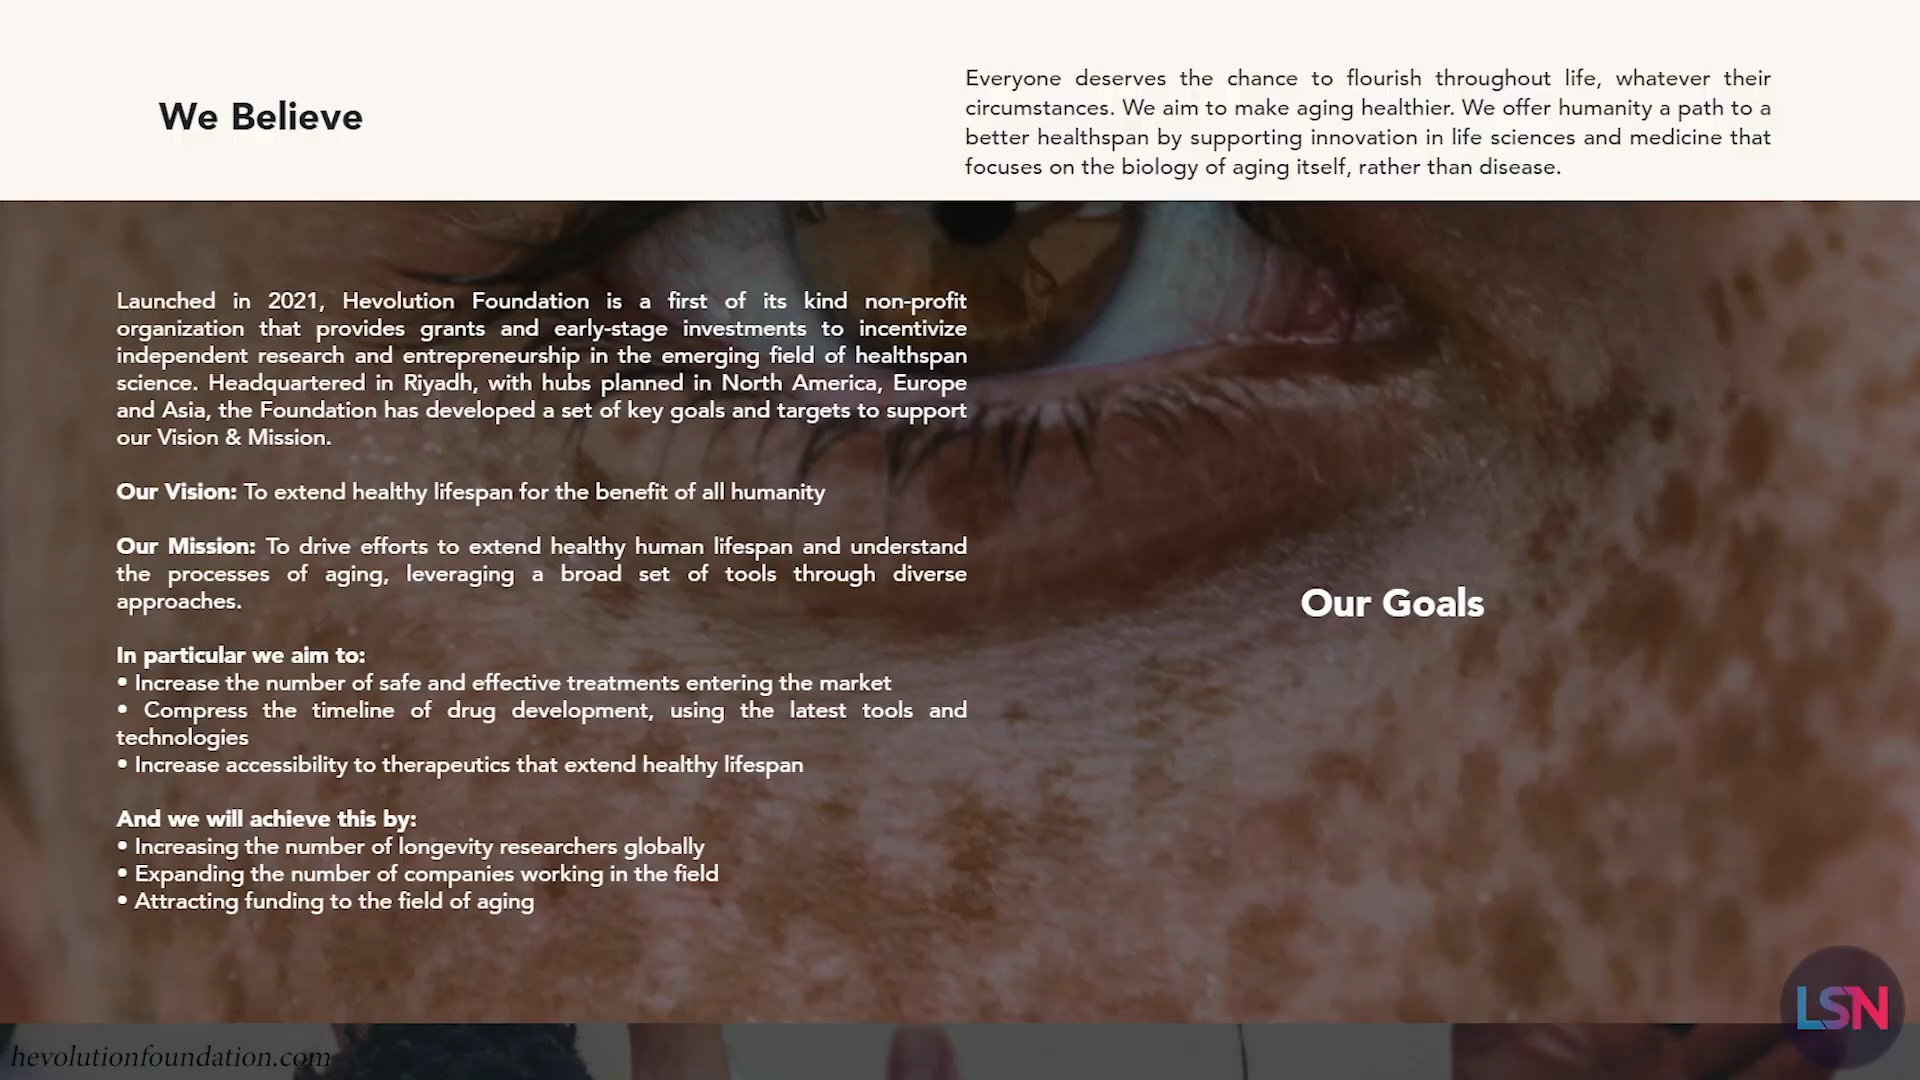 We Believe
Everyone deserves the chance to flourish throughout life, whatever their
circumstances. We aim to make aging healthier. We offer humanity a path to a
better healthspan by supporting innovation in life sciences and medicine that
focuses on the biology of aging itself, rather than disease.
Launched in 2021, Hevolution Foundation is a first of its kind non-profit
organization that provides grants and early-stage investments to incentivize
independent research and entrepreneurship in the emerging field of healthspan
science. Headquartered in Riyadh, with hubs planned in North America, Europe
and Asia, the Foundation has developed a set of key goals and targets to support
our Vision & Mission.
Our Vision: To extend healthy lifespan for the benefit of all humanity
Our Mission: To drive efforts to extend healthy human lifespan and understand
the processes of aging, leveraging a broad set of tools through diverse
approaches.
In particular we aim to:
• Increase the number of safe and effective treatments entering the market
• Compress the timeline of drug development, using the latest tools and
technologies
• Increase accessibility to therapeutics that extend healthy lifespan
And we will achieve this by:
• Increasing the number of longevity researchers globally
• Expanding the number of companies working in the field
• Attracting funding to the field of aging
Our Goals
LSN
hevolutionfoundation.com